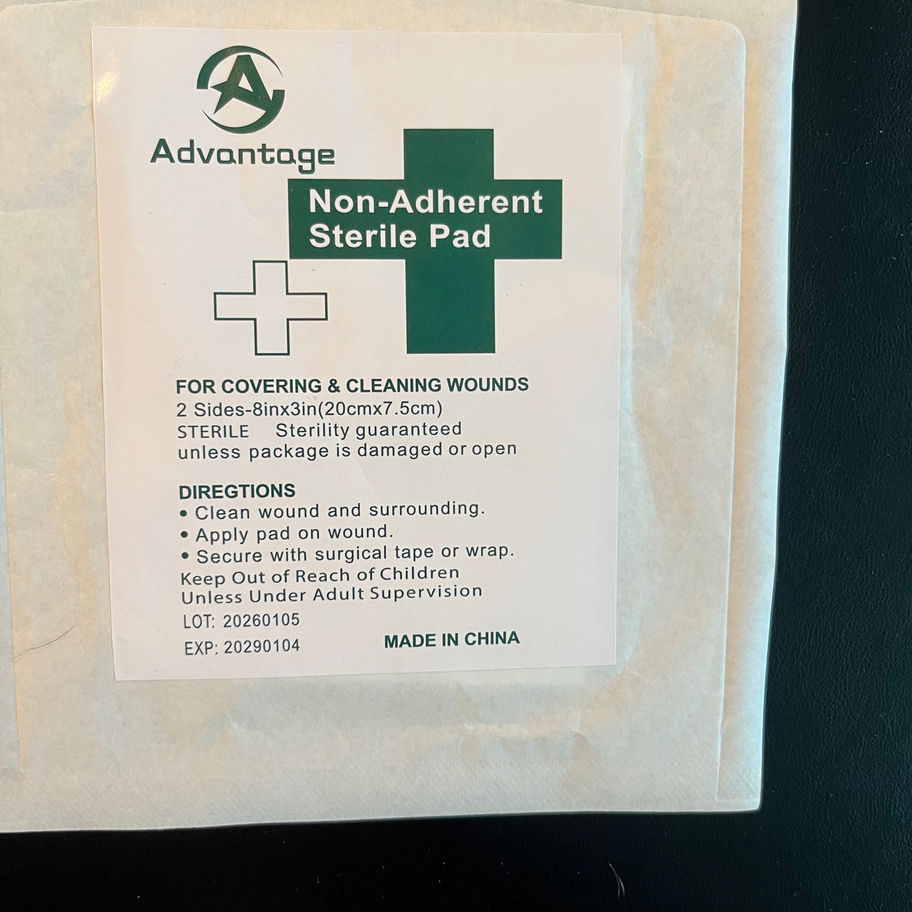 Advantage
Non-Adherent
Sterile Pad
FOR COVERING & CLEANING WOUNDS
2 Sides-8inx3in(20cmx7.5cm)
STERILE Sterility guaranteed
unless package is damaged or open
DIREGTIONS
• Clean wound and surrounding.
• Apply pad on wound.
• Secure with surgical tape or wrap.
Keep Out of Reach of Children
Unless Under Adult Supervision
LOT: 20260105
EXP: 20290104 MADE IN CHINA